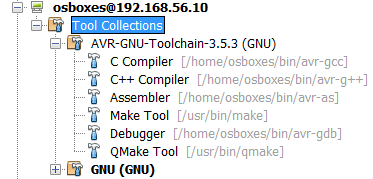 osboxes@192.168.56.10
Tool Collections
AVR-GNU-Toolchain-3.5.3 (GNU)
C Compiler [/home/osboxes/bin/avr-gcc]
C++ Compiler [/home/osboxes/bin/avr-g++]
Assembler [/home/osboxes/bin/avr-as]
Make Tool [/usr/bin/make]
Debugger [/home/osboxes/bin/avr-gdb]
QMake Tool [/usr/bin/qmake]
GNU (GNU)